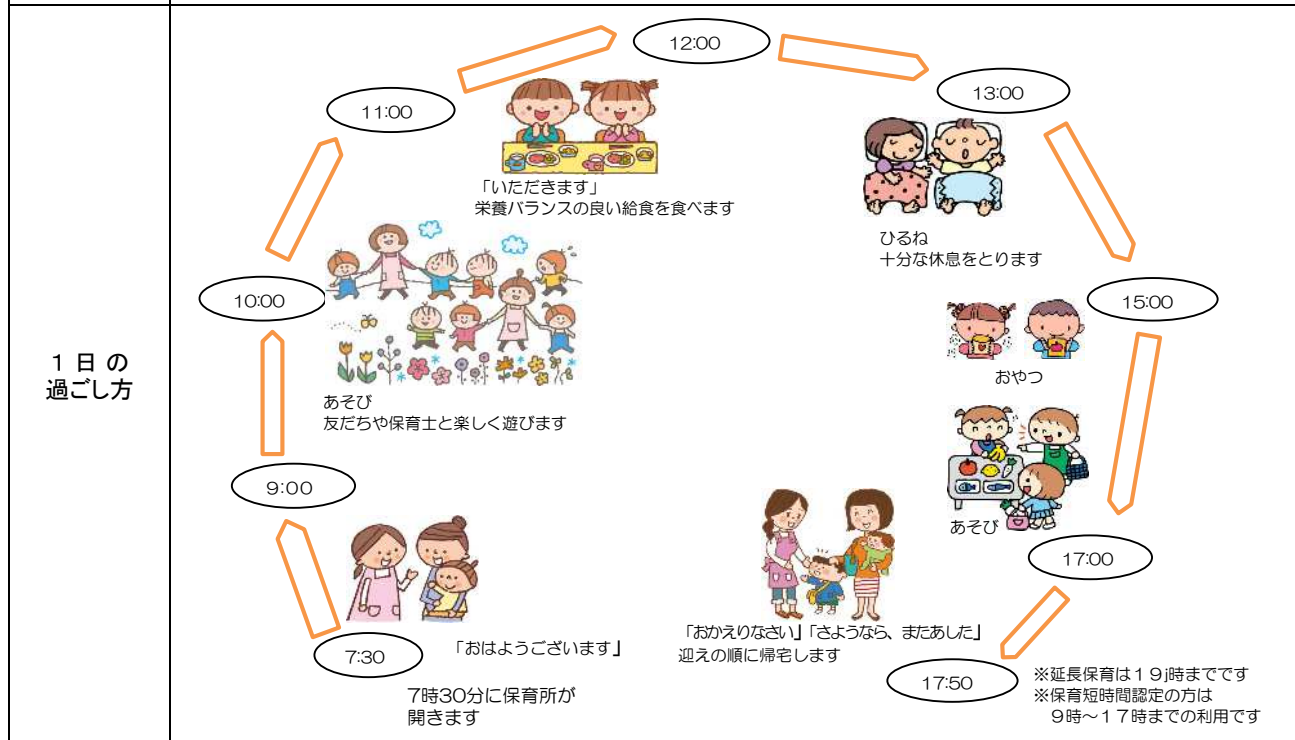 １日の
過ごし方
7:30
「おはようございます」
7時30分に保育所が
開きます
9:00
10:00
あそび
友だちや保育士と楽しく遊びます
11:00
「いただきます」
栄養バランスの良い給食を食べます
12:00
13:00
ひるね
十分な休息をとります
15:00
おやつ
あそび
17:00
「おかえりなさい」「さようなら、またあした」
迎えの順に帰宅します
17:50
※延長保育は１９j時までです
※保育短時間認定の方は
９時～１７時までの利用です